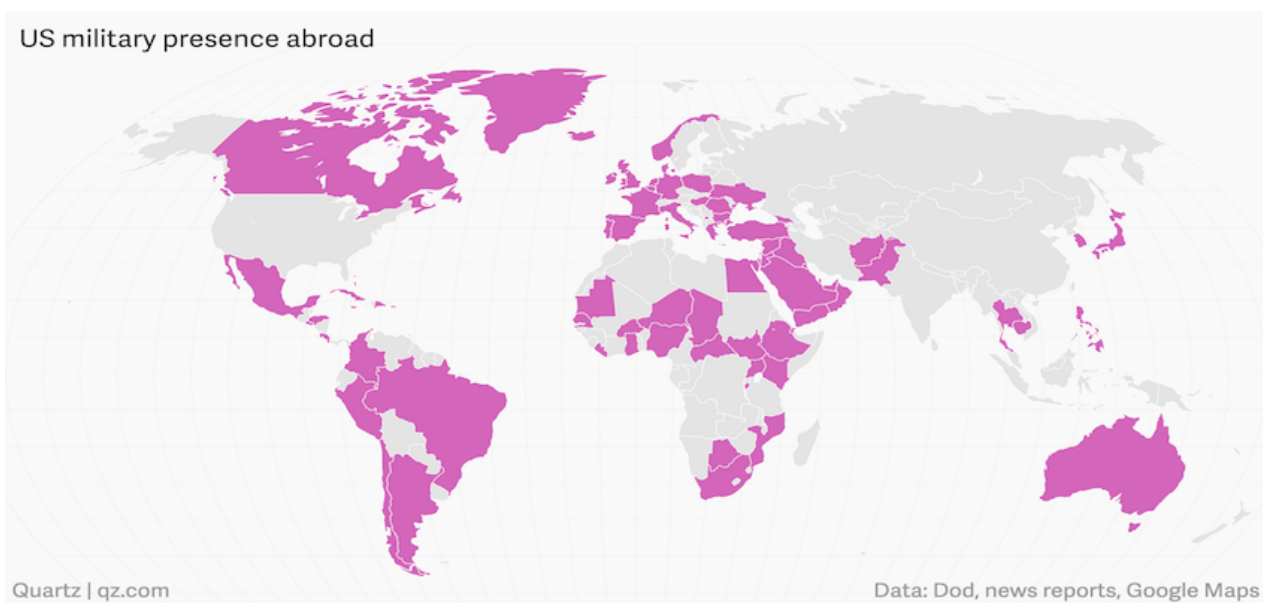 US military presence abroad
Quartz | qz.com
Data: Dod, news reports, Google Maps